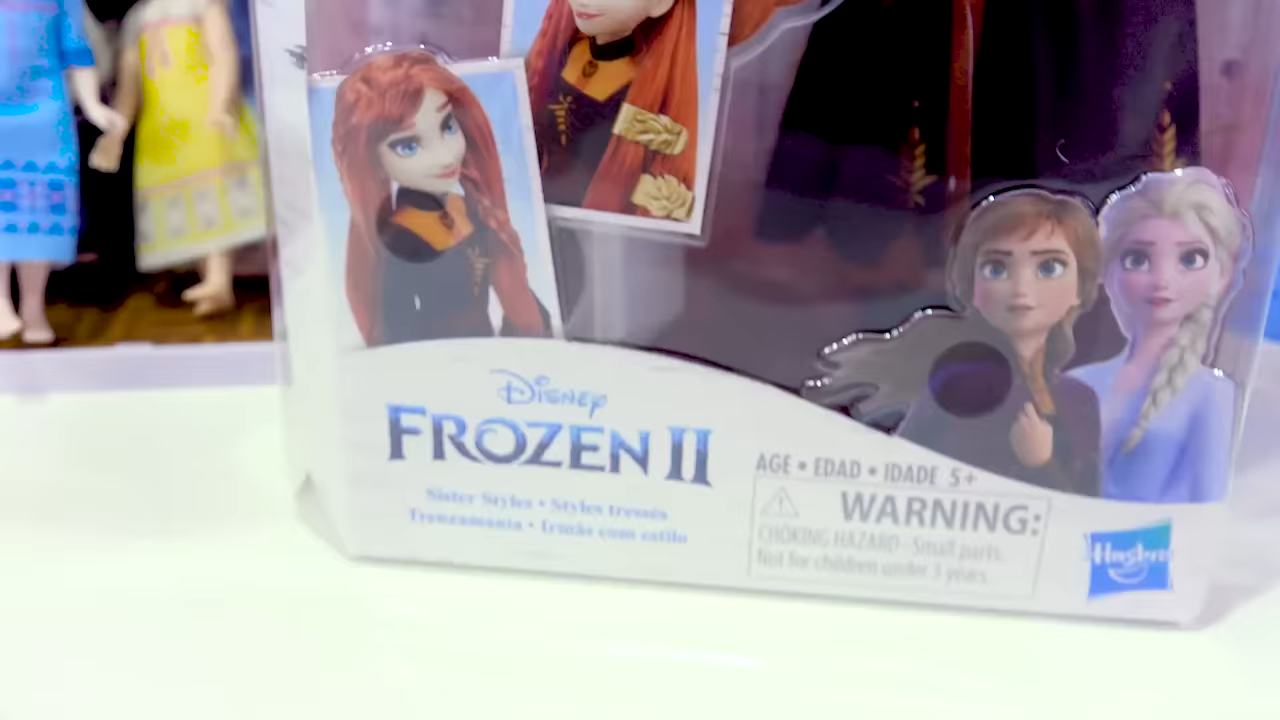 Disney
FROZEN II
Sister Styles • Styles tressés
Tranzamania • Irmãs com estilo
AGE • EDAD • IDADE 5+
WARNING:
CHOKING HAZARD - Small parts.
Not for children under 3 years.
Hasbro